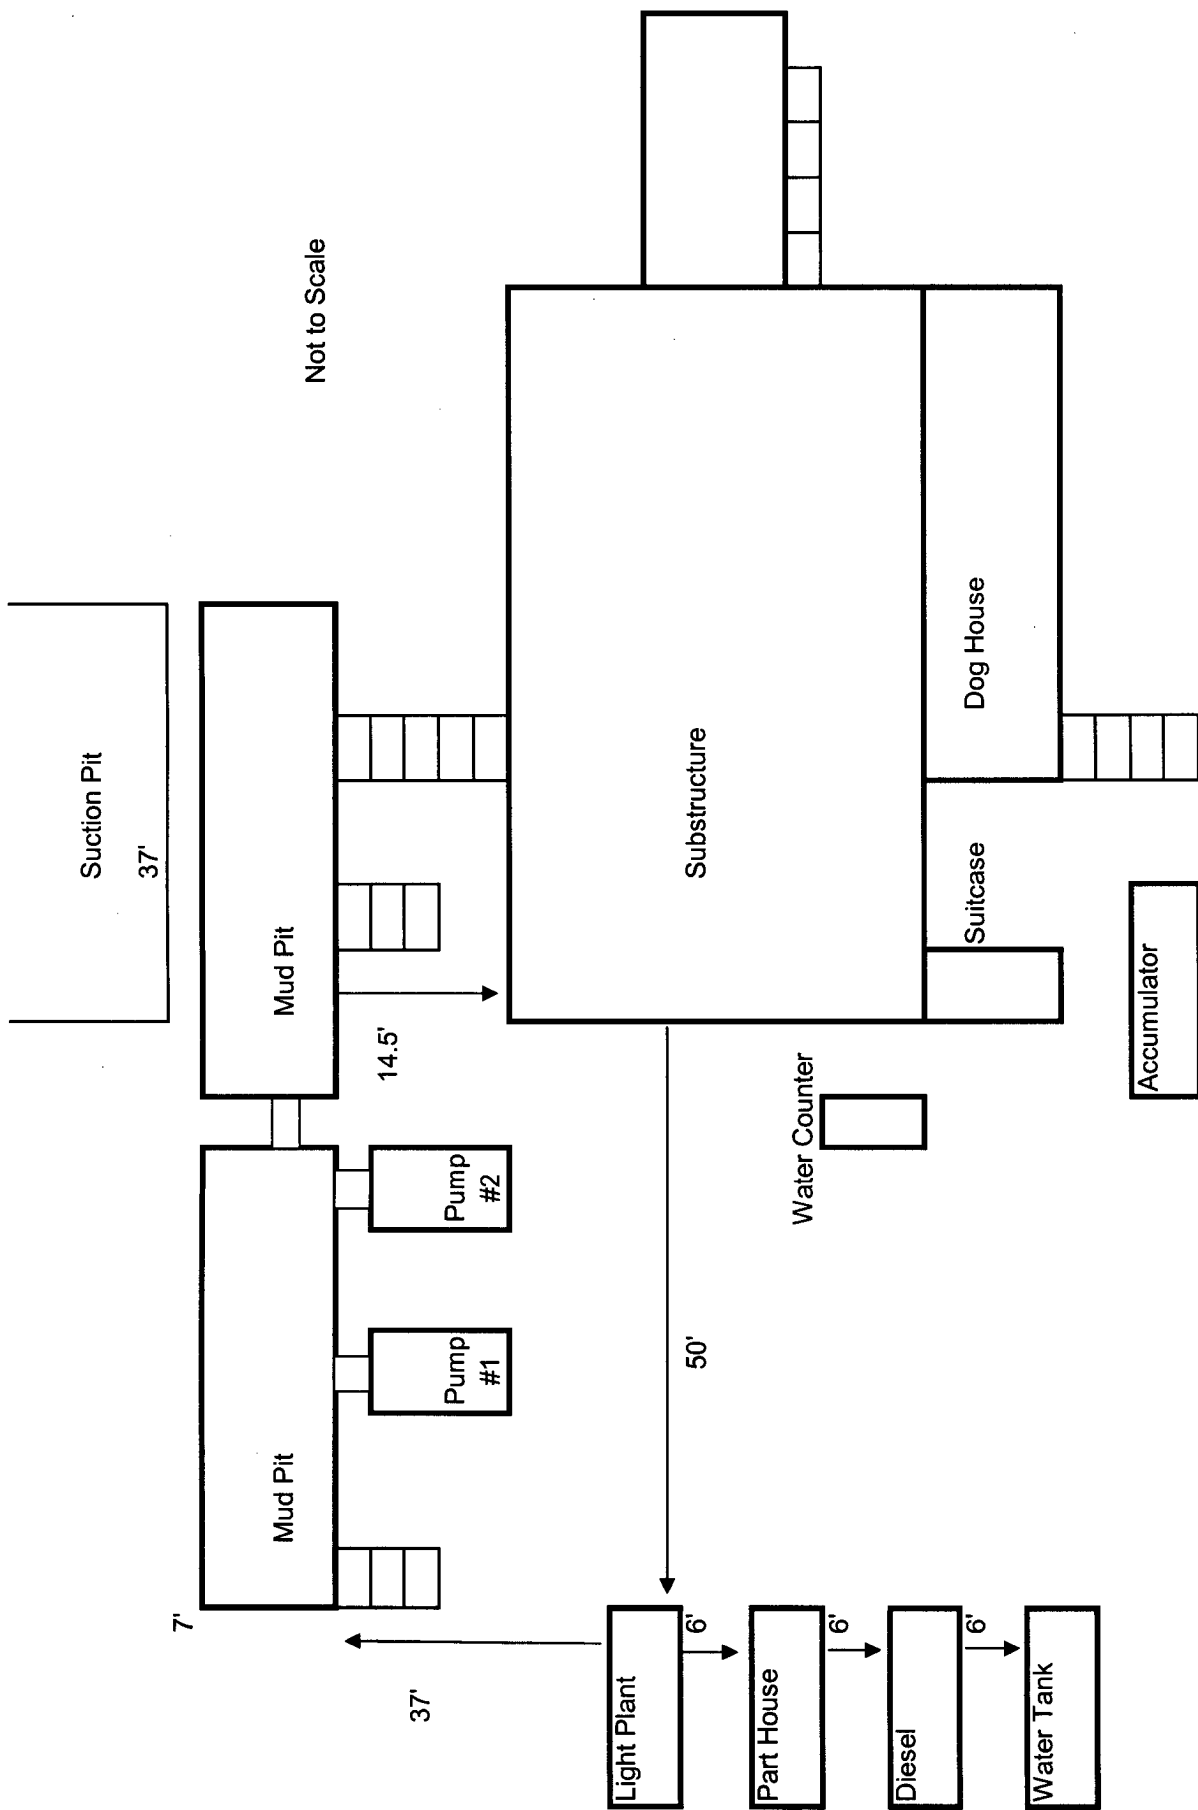 Suction Pit
37'
Not to Scale
7'
Mud Pit
Mud Pit
Pump
#1
Pump
#2
14.5'
37'
50'
Substructure
Light Plant
6'
Part House
6'
Diesel
6'
Water Tank
Water Counter
Suitcase
Dog House
Accumulator